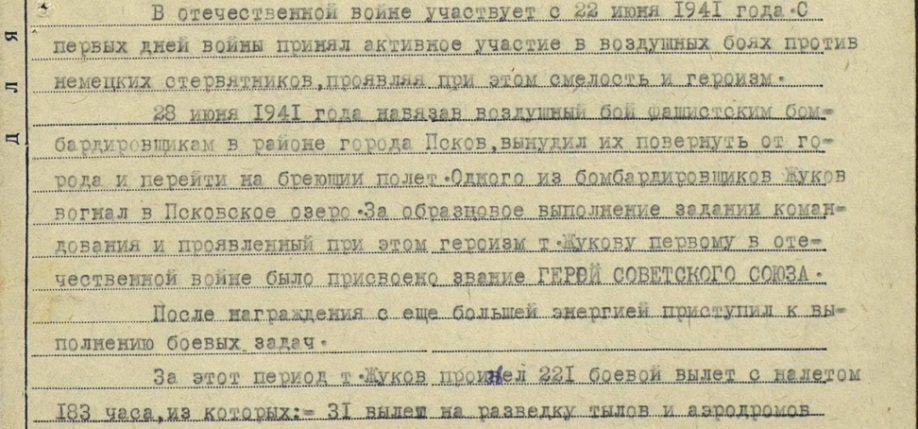 В отечественной войне участвует с 22 июня 1941 года.С
первых дней войны принял активное участие в воздушных боях против
немецких стервятников,проявляя при этом смелость и героизм.
28 июня 1941 года навязав воздушный бой фашистским бом=
бардировщикам в районе города Псков,вынудил их повернуть от го=
рода и перейти на бреющии полет.Одного из бомбардировщиков Жуков
вогнал в Псковское озеро.За образцовое выполнение задании коман=
дования и проявленный при этом героизм т.Жукову первому в оте=
чественной войне было присвоено звание ГЕРОЙ СОВЕТСКОГО СОЮЗА.
После награждения с еще большей энергией приступил к вы=
полнению боевых задач.
За этот период т.Жуков произвел 221 боевой вылет с налетом
183 часа,из которых:= 31 вылет на разведку тылов и аэродромов
ДЛЯ